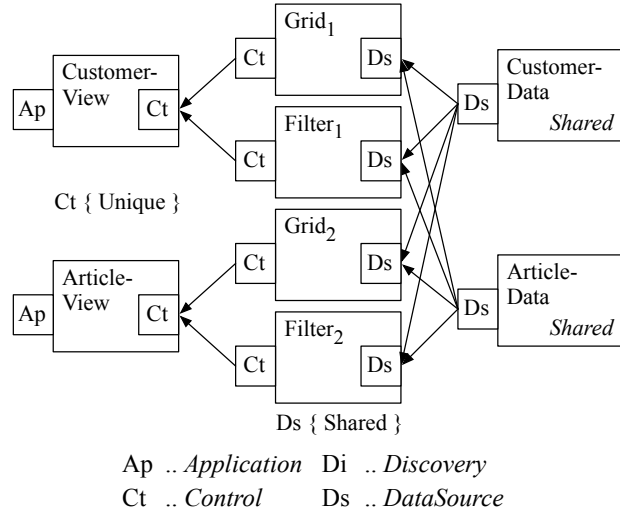 Grid1
Ct
Ds
Customer-
View
Ap
Ct
Customer-
Data
Ds
Shared
Filter1
Ct
Ds
Ct { Unique }
Grid2
Ct
Ds
Article-
View
Ap
Ct
Article-
Data
Ds
Shared
Filter2
Ct
Ds
Ds { Shared }
Ap .. Application Di .. Discovery
Ct .. Control Ds .. DataSource